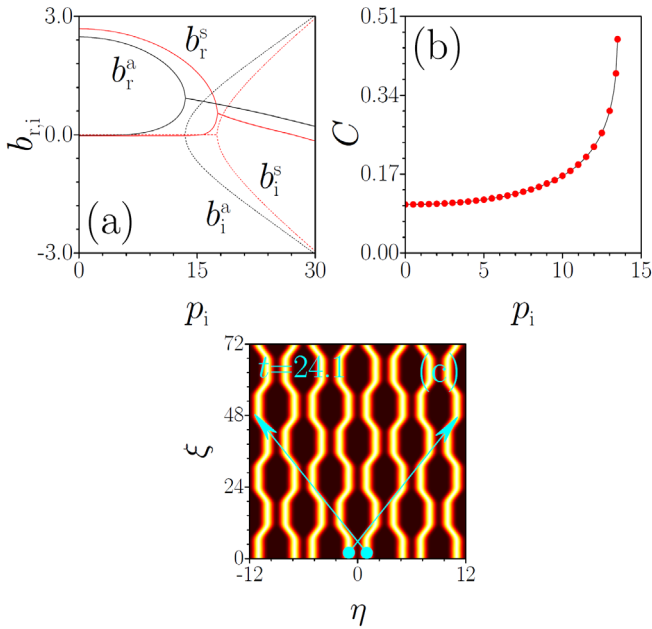 3.0
0.0
-3.0
b_{r,i}
b_r^s
b_r^a
b_i^s
b_i^a
(a)
0 15 30
p_i
(b)
0.51
0.34
0.17
0.00
C
0 5 10 15
p_i
72
48
24
0
ξ
t=24.1
(c)
-12 0 12
η